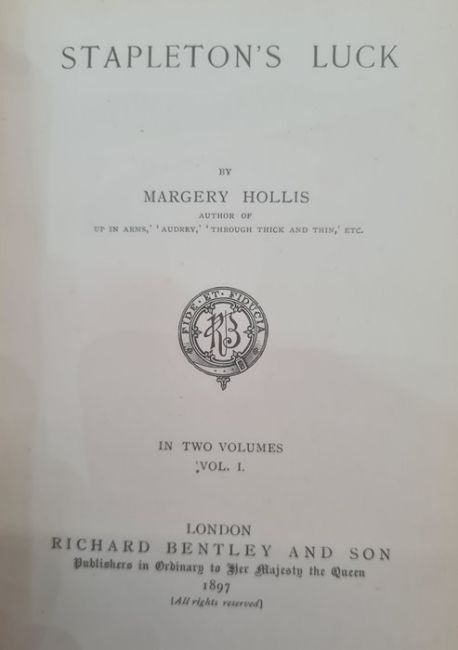 STAPLETON'S LUCK
BY
MARGERY HOLLIS
AUTHOR OF
UP IN ARMS,' 'AUDREY,' 'THROUGH THICK AND THIN,' ETC.
FIDE·ET·FIDUCIA
RB
IN TWO VOLUMES
VOL. I.
LONDON
RICHARD BENTLEY AND SON
Publishers in Ordinary to Her Majesty the Queen
1897
[All rights reserved]